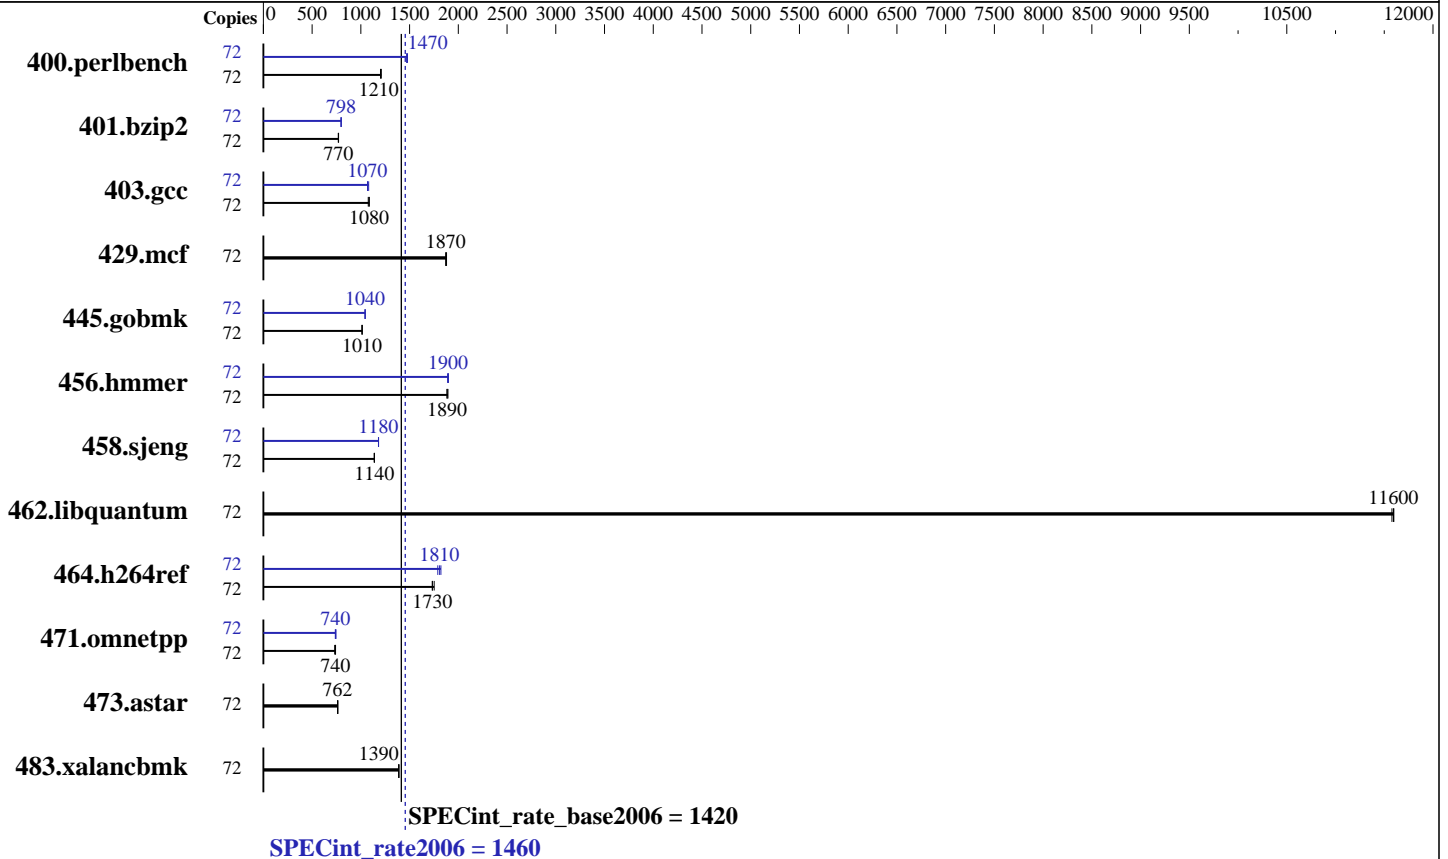 Copies 0 500 1000 1500 2000 2500 3000 3500 4000 4500 5000 5500 6000 6500 7000 7500 8000 8500 9000 9500 10500 12000
400.perlbench 72 1470
72 1210
401.bzip2 72 798
72 770
403.gcc 72 1070
72 1080
429.mcf 72 1870
445.gobmk 72 1040
72 1010
456.hmmer 72 1900
72 1890
458.sjeng 72 1180
72 1140
462.libquantum 72 11600
464.h264ref 72 1810
72 1730
471.omnetpp 72 740
72 740
473.astar 72 762
483.xalancbmk 72 1390
SPECint_rate_base2006 = 1420
SPECint_rate2006 = 1460